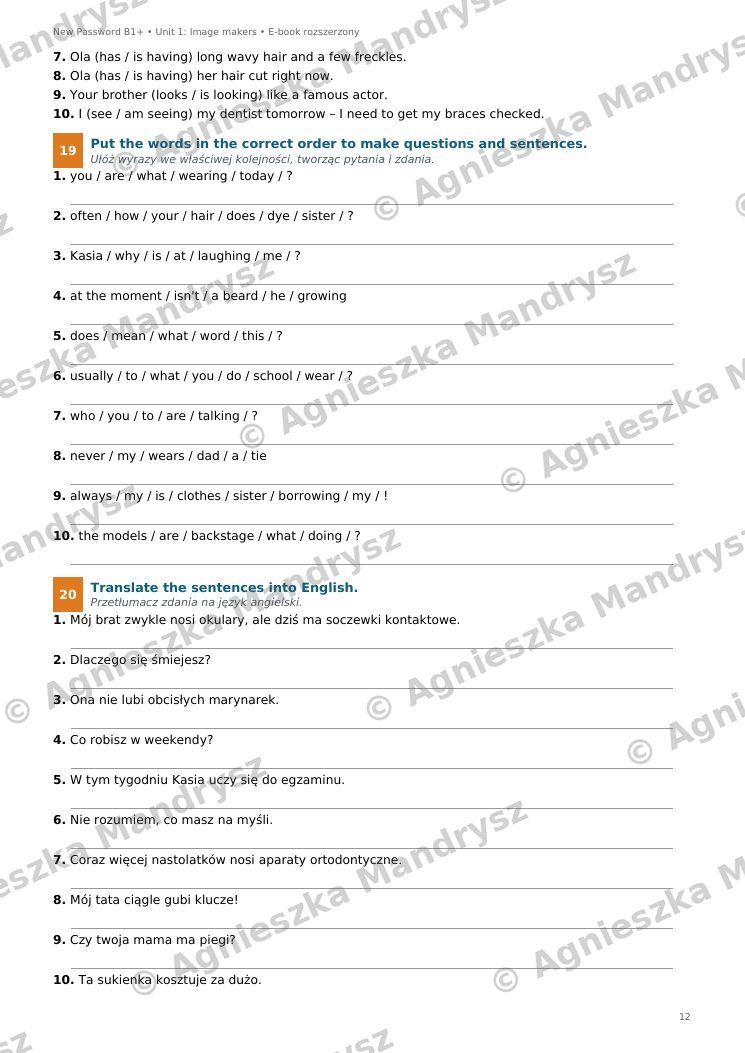 New Password B1+ • Unit 1: Image makers • E-book rozszerzony
7. Ola (has / is having) long wavy hair and a few freckles.
8. Ola (has / is having) her hair cut right now.
9. Your brother (looks / is looking) like a famous actor.
10. I (see / am seeing) my dentist tomorrow – I need to get my braces checked.
19 Put the words in the correct order to make questions and sentences.
Ułóż wyrazy we właściwej kolejności, tworząc pytania i zdania.
1. you / are / what / wearing / today / ?
2. often / how / your / hair / does / dye / sister / ?
3. Kasia / why / is / at / laughing / me / ?
4. at the moment / isn't / a beard / he / growing
5. does / mean / what / word / this / ?
6. usually / to / what / you / do / school / wear / ?
7. who / you / to / are / talking / ?
8. never / my / wears / dad / a / tie
9. always / my / is / clothes / sister / borrowing / my / !
10. the models / are / backstage / what / doing / ?
20 Translate the sentences into English.
Przetłumacz zdania na język angielski.
1. Mój brat zwykle nosi okulary, ale dziś ma soczewki kontaktowe.
2. Dlaczego się śmiejesz?
3. Ona nie lubi obcisłych marynarek.
4. Co robisz w weekendy?
5. W tym tygodniu Kasia uczy się do egzaminu.
6. Nie rozumiem, co masz na myśli.
7. Coraz więcej nastolatków nosi aparaty ortodontyczne.
8. Mój tata ciągle gubi klucze!
9. Czy twoja mama ma piegi?
10. Ta sukienka kosztuje za dużo.
12
© Agnieszka Mandrysz